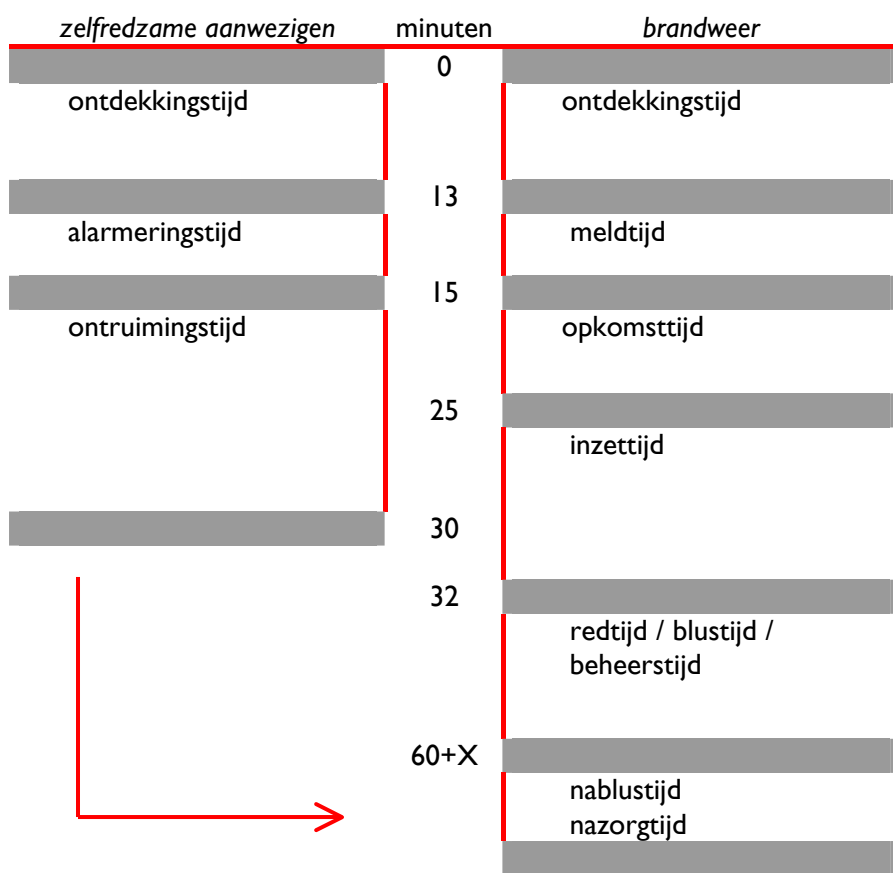 zelfredzame aanwezigen minuten brandweer
0
ontdekkingstijd ontdekkingstijd
13
alarmeringstijd meldtijd
15
ontruimingstijd opkomsttijd
25
inzettijd
30
32
redtijd / blustijd /
beheerstijd
60+X
nablustijd
nazorgtijd